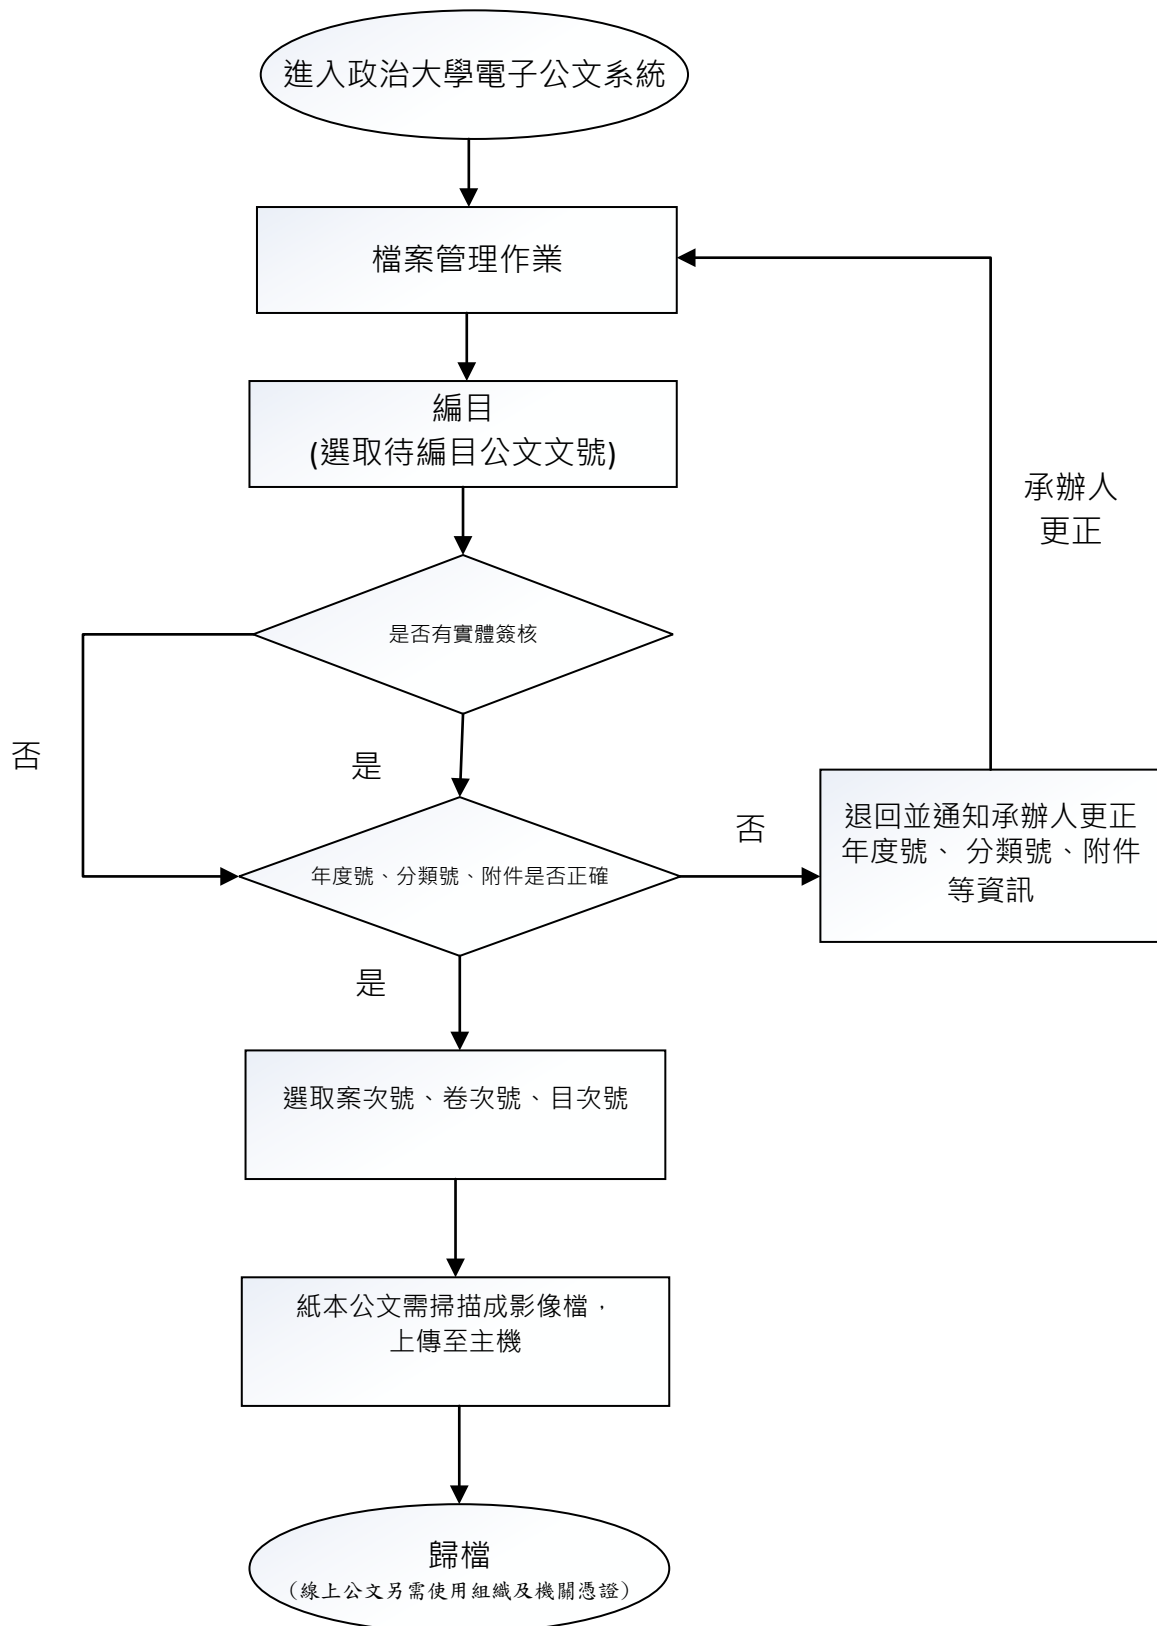 進入政治大學電子公文系統
檔案管理作業
編目
(選取待編目公文文號)
承辦人
更正
是否有實體簽核
否
是
年度號、分類號、附件是否正確
否
退回並通知承辦人更正
年度號、 分類號、附件
等資訊
是
選取案次號、卷次號、目次號
紙本公文需掃描成影像檔，
上傳至主機
歸檔
（線上公文另需使用組織及機關憑證）